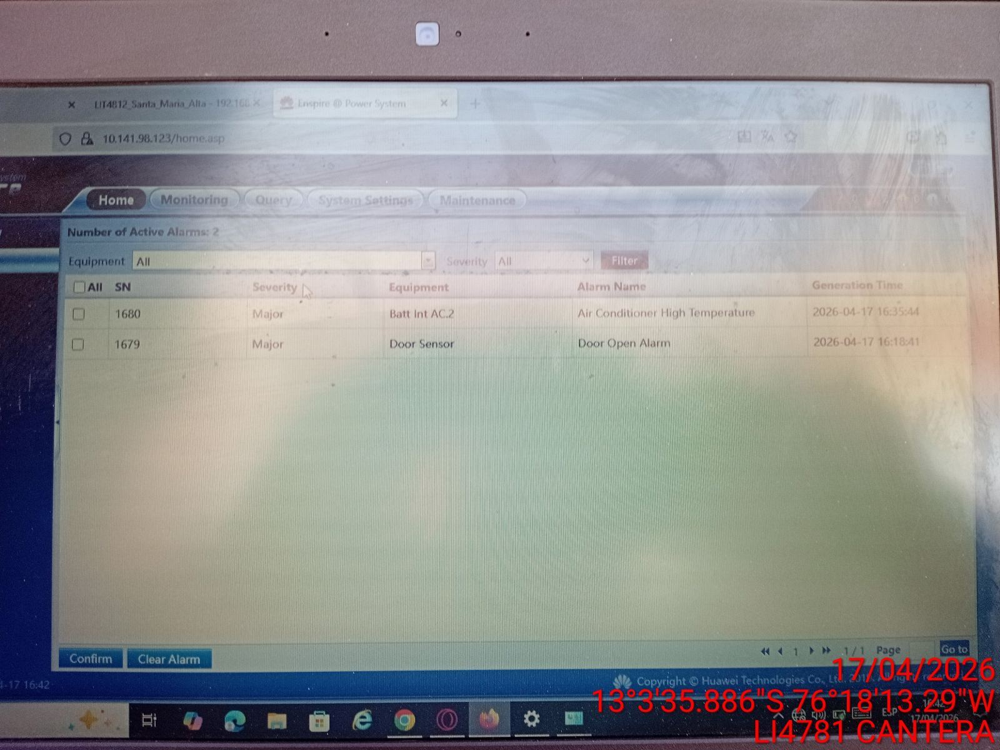 LIT4812_Santa_Maria_Alta - 192.168
Enspire @ Power System
10.141.98.123/home.asp
Home Monitoring Query System Settings Maintenance
Number of Active Alarms: 2
Equipment All Severity All Filter
All SN Severity Equipment Alarm Name Generation Time
1680 Major Batt Int AC.2 Air Conditioner High Temperature 2026-04-17 16:35:44
1679 Major Door Sensor Door Open Alarm 2026-04-17 16:18:41
1 1 / 1 Page Go to
Confirm Clear Alarm
17/04/2026
Copyright © Huawei Technologies Co.,
-17 16:42
13°3'35.886"S 76°18'13.29"W
ESP
17/04/2026
LI4781 CANTERA